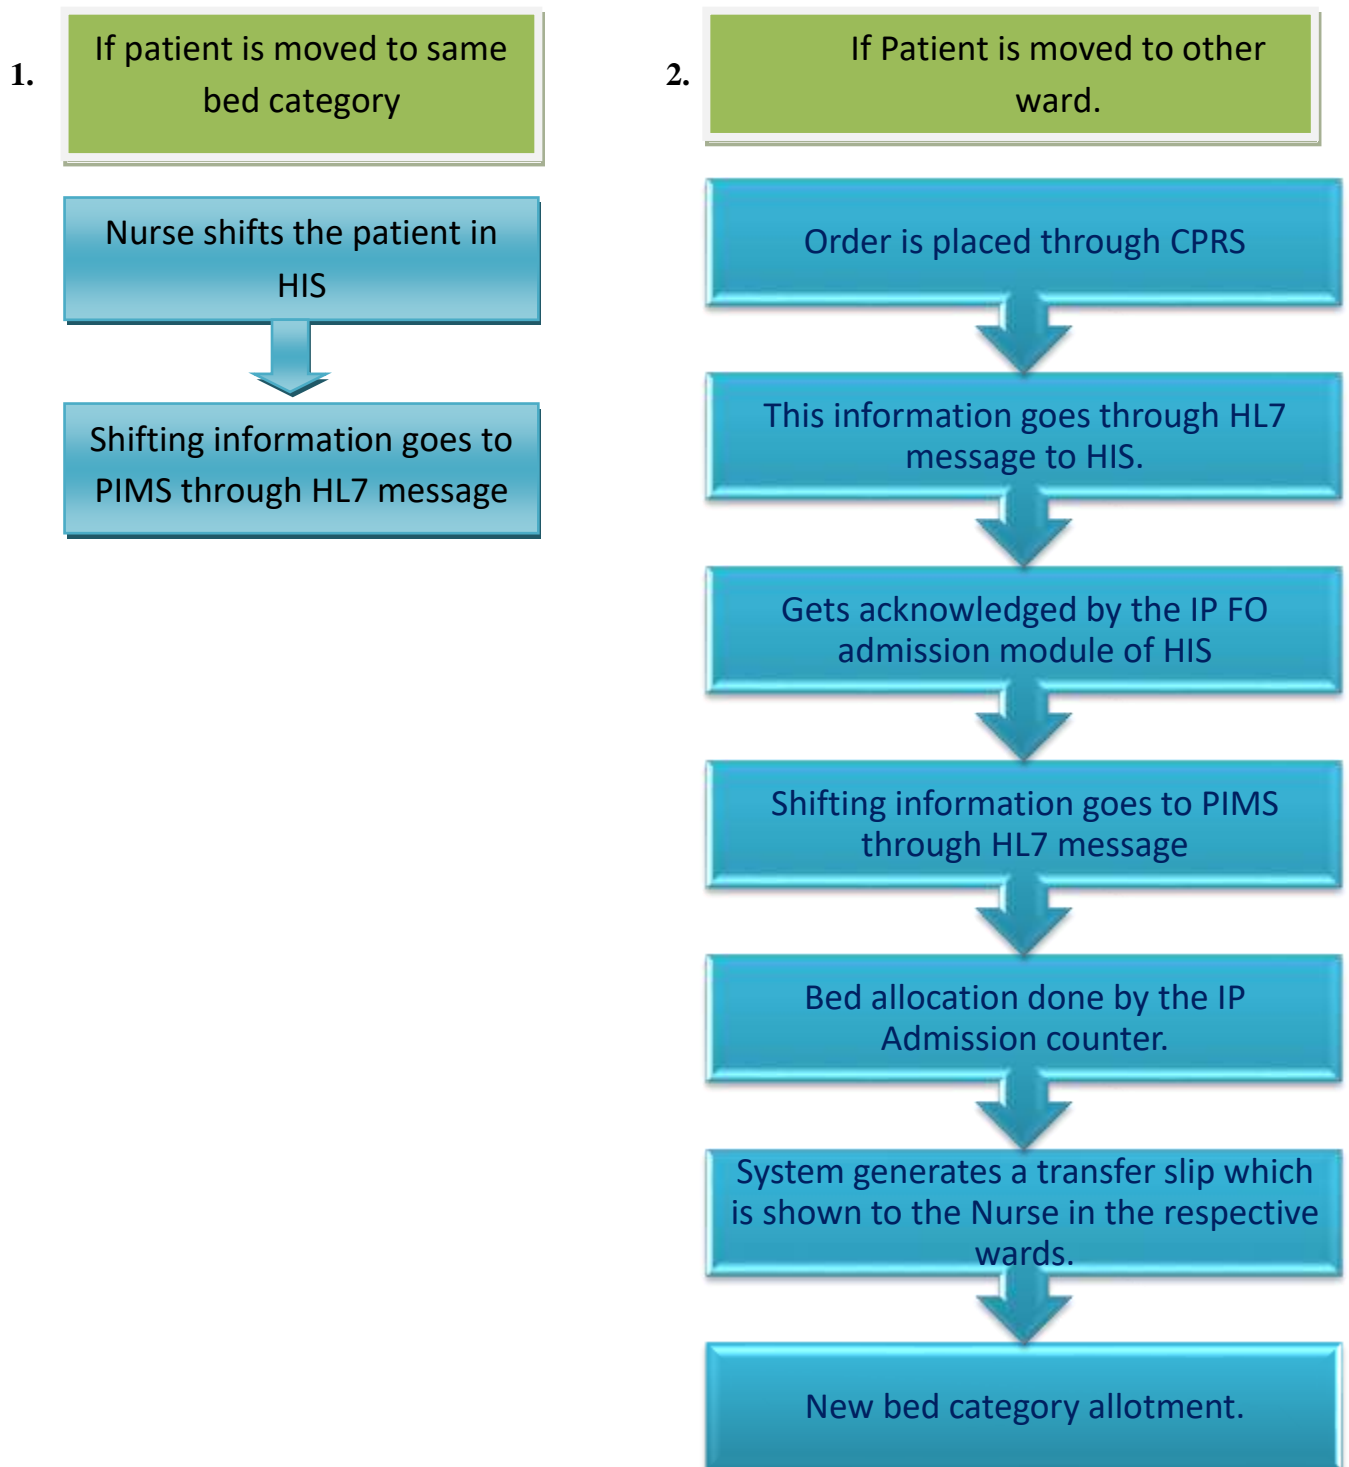 1.
If patient is moved to same
bed category
Nurse shifts the patient in
HIS
Shifting information goes to
PIMS through HL7 message
2.
If Patient is moved to other
ward.
Order is placed through CPRS
This information goes through HL7
message to HIS.
Gets acknowledged by the IP FO
admission module of HIS
Shifting information goes to PIMS
through HL7 message
Bed allocation done by the IP
Admission counter.
System generates a transfer slip which
is shown to the Nurse in the respective
wards.
New bed category allotment.